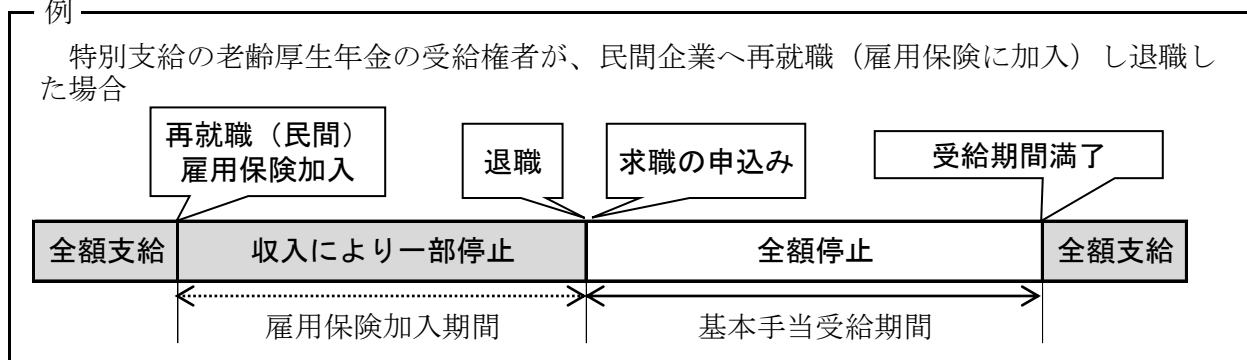 例
特別支給の老齢厚生年金の受給権者が、民間企業へ再就職（雇用保険に加入）し退職し
た場合
再就職（民間）
雇用保険加入
退職
求職の申込み
受給期間満了
全額支給
収入により一部停止
全額停止
全額支給
雇用保険加入期間
基本手当受給期間